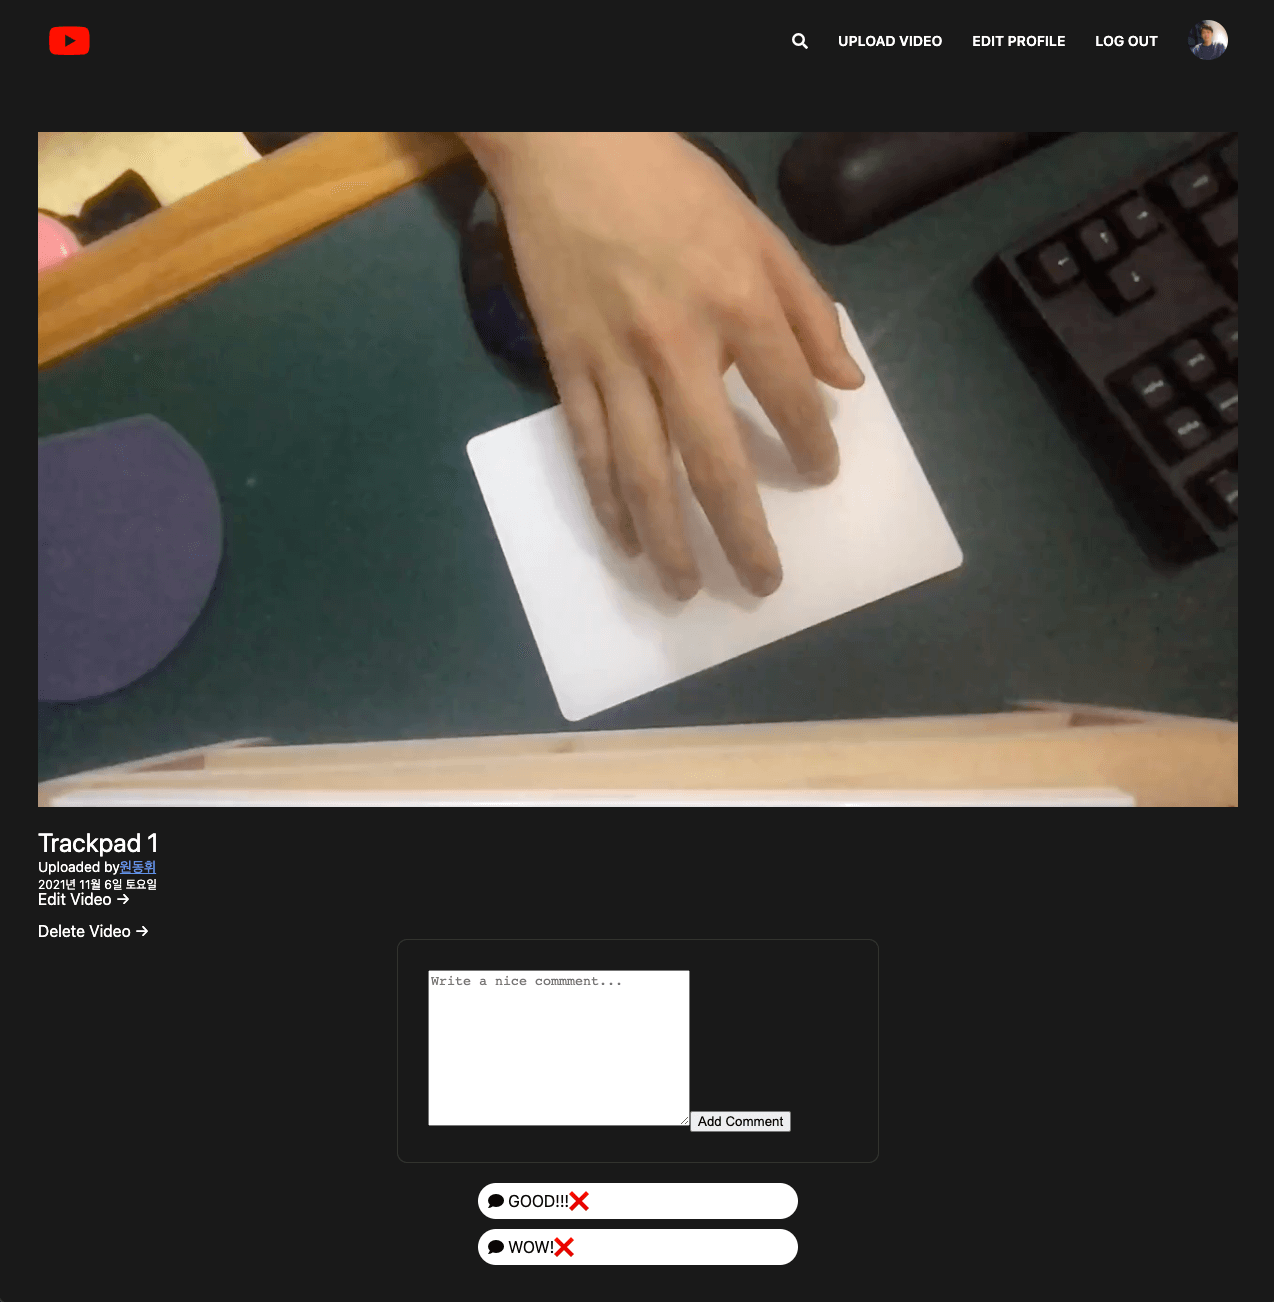 UPLOAD VIDEO EDIT PROFILE LOG OUT
Trackpad 1
Uploaded by원동휘
2021년 11월 6일 토요일
Edit Video →
Delete Video →
Write a nice commment...
Add Comment
GOOD!!!❌
WOW!❌